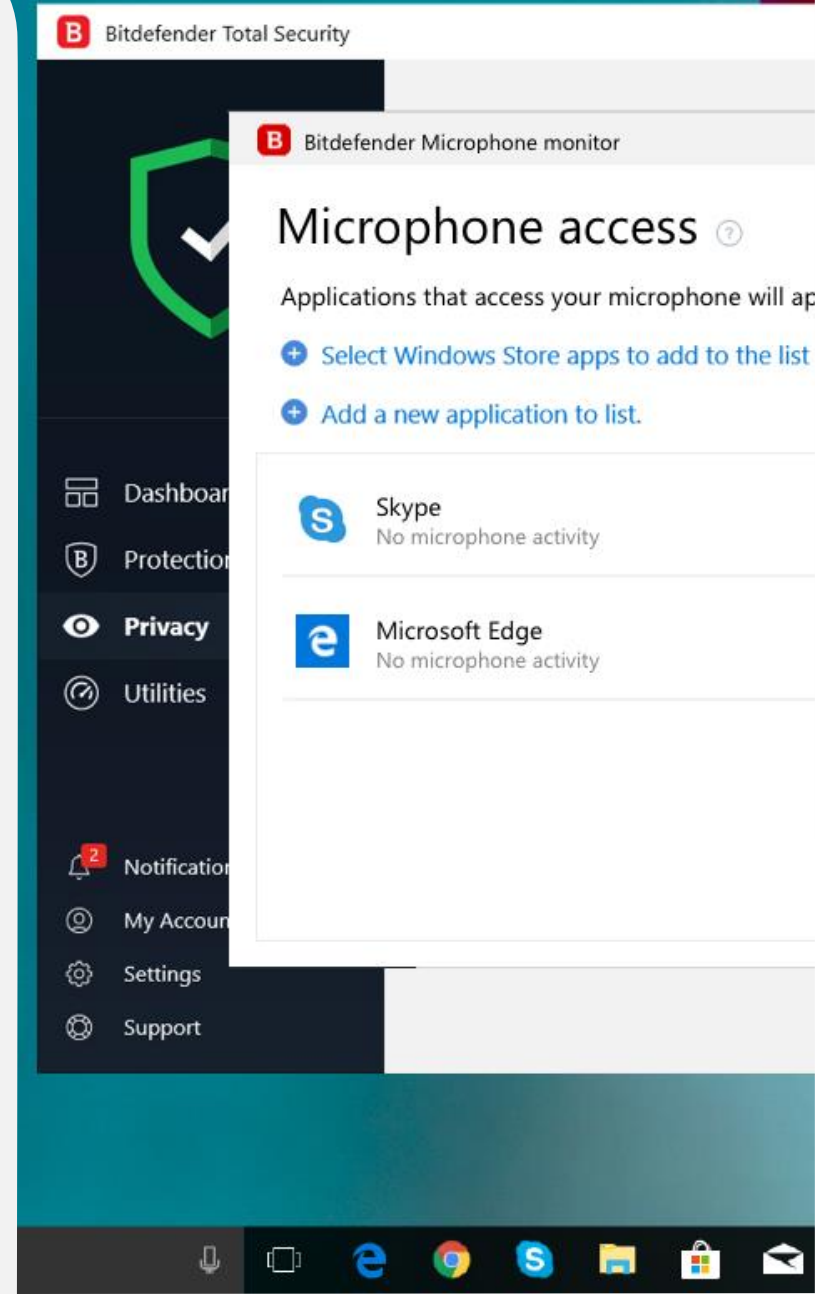 B Bitdefender Total Security
B Bitdefender Microphone monitor
Microphone access ?
Applications that access your microphone will ap
Select Windows Store apps to add to the list
Add a new application to list.
S Skype
No microphone activity
Microsoft Edge
No microphone activity
Dashboar
B Protection
Privacy
Utilities
2 Notification
My Accoun
Settings
Support
S